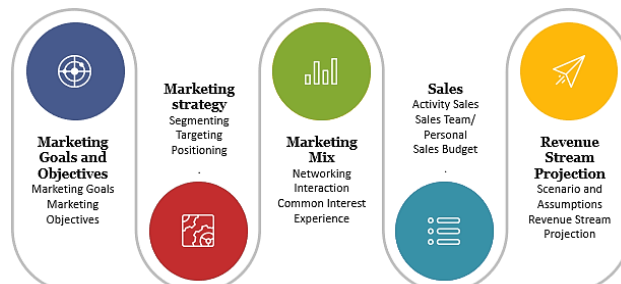 Marketing
Goals and
Objectives
Marketing Goals
Marketing
Objectives
Marketing
strategy
Segmenting
Targeting
Positioning
.
Marketing
Mix
Networking
Interaction
Common Interest
Experience
Sales
Activity Sales
Sales Team/
Personal
Sales Budget
.
Revenue
Stream
Projection
Scenario and
Assumptions
Revenue Stream
Projection